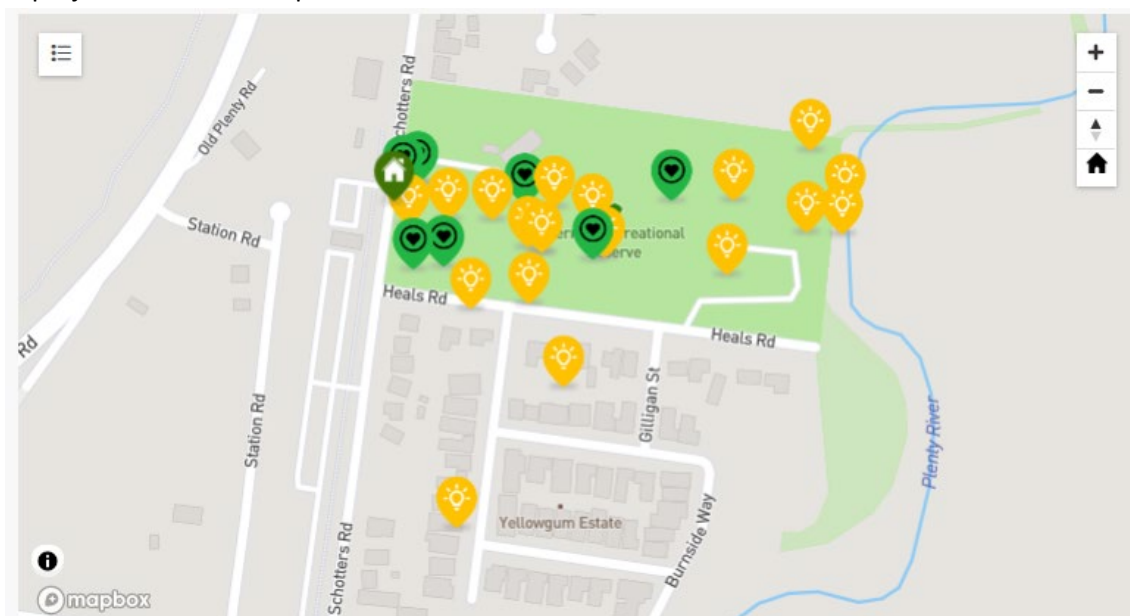 Schotters Rd
Old Plenty Rd
Station Rd
reational
serve
Heals Rd
Heals Rd
Rd
Gilligan St
Station Rd
Plenty River
Yellowgum Estate
Burnside Way
Schotters Rd
mapbox